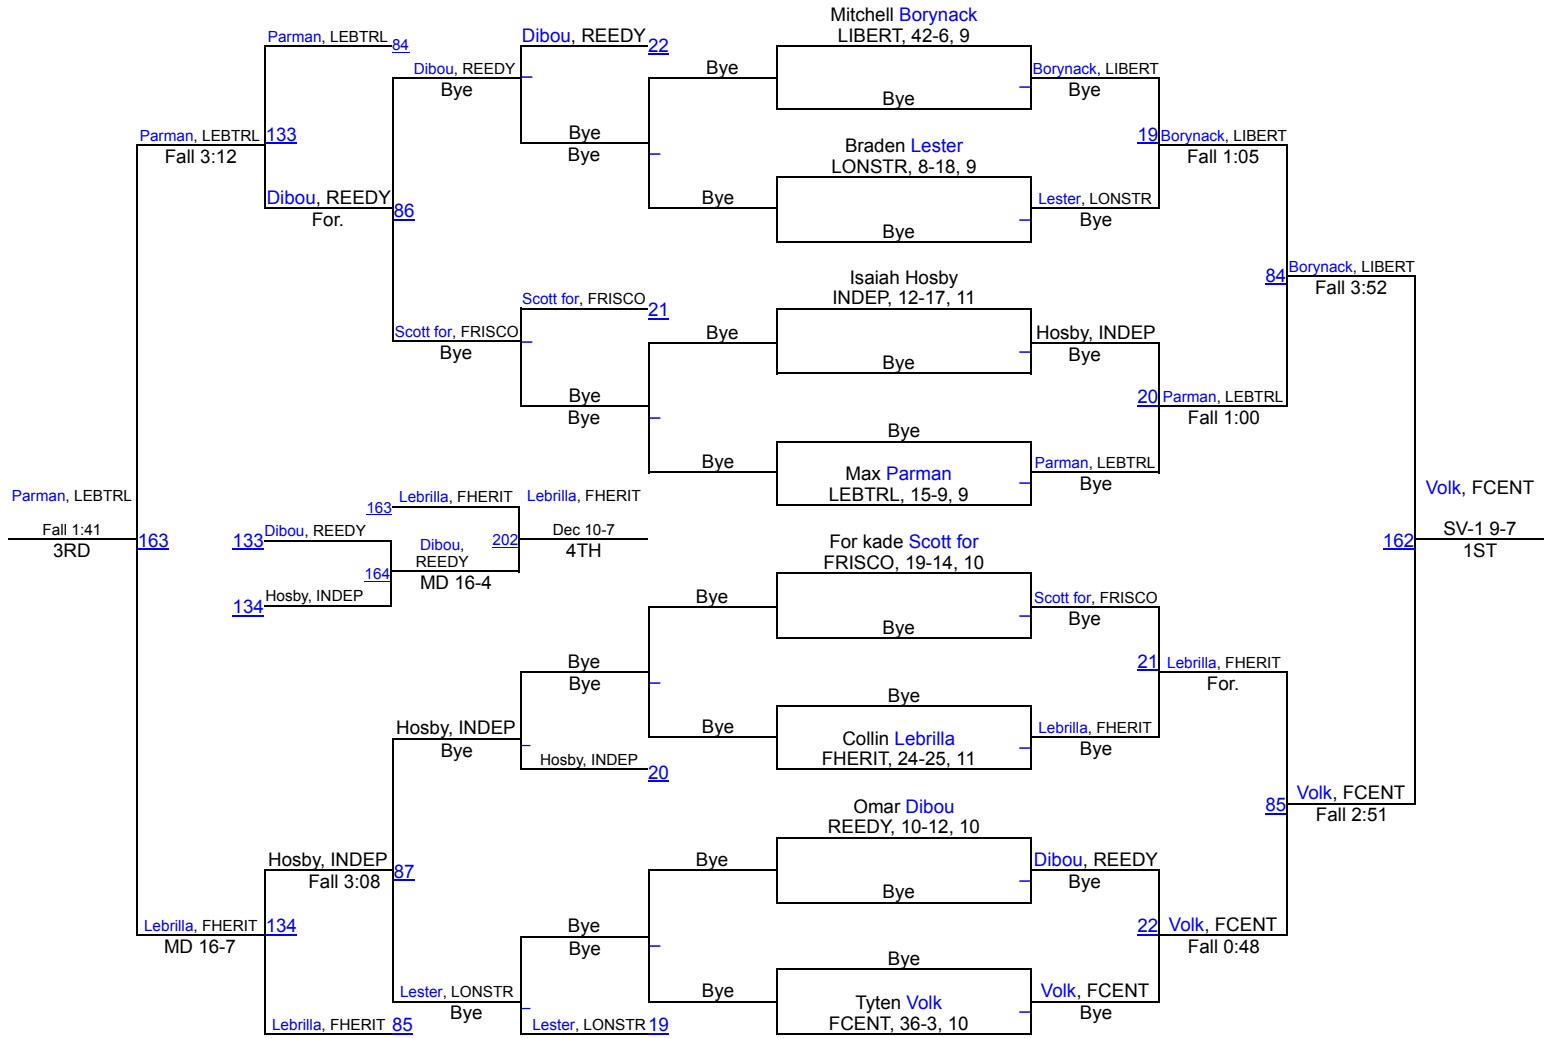 Mitchell Borynack
LIBERT, 42-6, 9
Parman, LEBTRL 84
Dibou, REEDY 22
Dibou, REEDY
Bye
Bye
Bye
Borynack, LIBERT
Bye
Parman, LEBTRL 133
Fall 3:12
Bye
Bye
Braden Lester
LONSTR, 8-18, 9
19 Borynack, LIBERT
Fall 1:05
Dibou, REEDY 86
For.
Bye
Bye
Lester, LONSTR
Bye
Isaiah Hosby
INDEP, 12-17, 11
84 Borynack, LIBERT
Fall 3:52
Scott for, FRISCO 21
Scott for, FRISCO
Bye
Bye
Bye
Hosby, INDEP
Bye
Bye
Bye
20 Parman, LEBTRL
Fall 1:00
Bye
Bye
Max Parman
LEBTRL, 15-9, 9
Parman, LEBTRL
Bye
Parman, LEBTRL
Fall 1:41
3RD
163
163 Lebrilla, FHERIT
Lebrilla, FHERIT
Dec 10-7
4TH
133 Dibou, REEDY
Dibou,
REEDY
202
164
MD 16-4
134 Hosby, INDEP
Volk, FCENT
162 SV-1 9-7
1ST
For kade Scott for
FRISCO, 19-14, 10
Bye
Bye
Scott for, FRISCO
Bye
Bye
Bye
21 Lebrilla, FHERIT
For.
Hosby, INDEP
Bye
Hosby, INDEP 20
Bye
Bye
Collin Lebrilla
FHERIT, 24-25, 11
Lebrilla, FHERIT
Bye
85 Volk, FCENT
Fall 2:51
Omar Dibou
REEDY, 10-12, 10
Hosby, INDEP 87
Fall 3:08
Bye
Bye
Dibou, REEDY
Bye
Lebrilla, FHERIT 134
MD 16-7
Bye
Bye
22 Volk, FCENT
Fall 0:48
Lester, LONSTR
Bye
Lebrilla, FHERIT 85
Lester, LONSTR 19
Bye
Bye
Tyten Volk
FCENT, 36-3, 10
Volk, FCENT
Bye